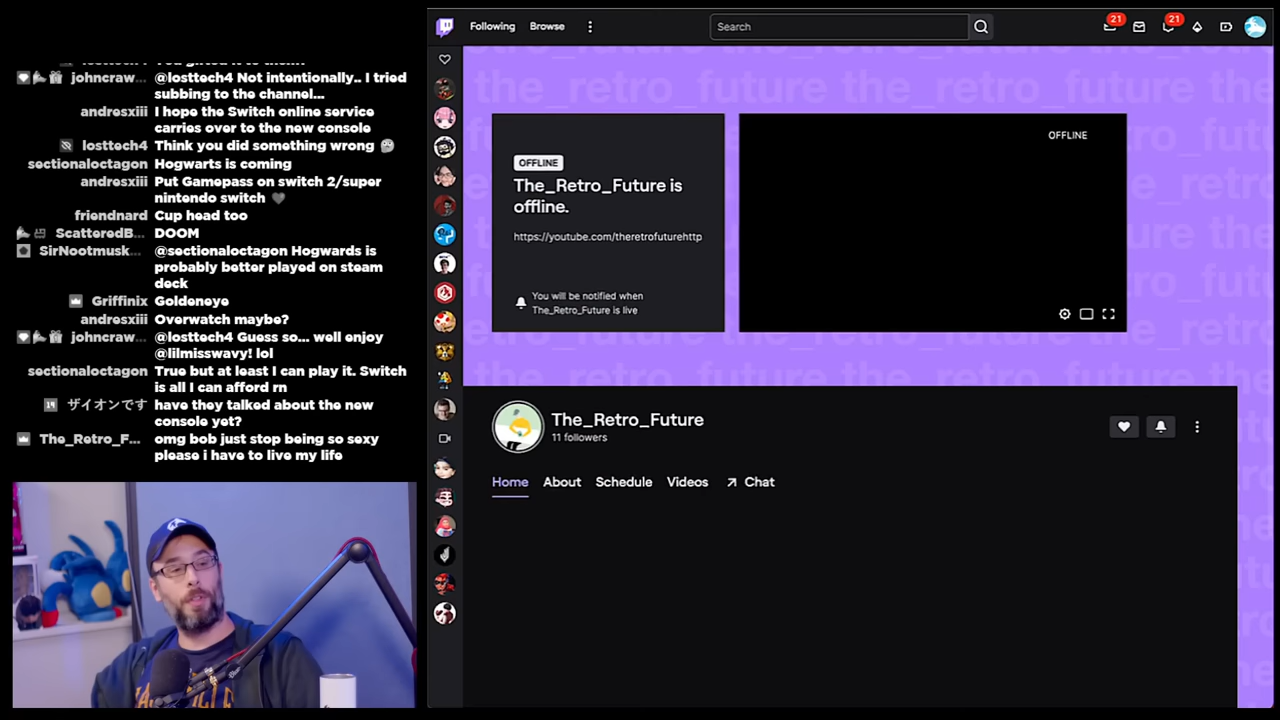 Following
Browse
Search
21
21
johncraw...
@losttech4 Not intentionally.. I tried
subbing to the channel...
andresxiii
I hope the Switch online service
carries over to the new console
losttech4
Think you did something wrong
sectionaloctagon
Hogwarts is coming
andresxiii
Put Gamepass on switch 2/super
nintendo switch
friendnard
Cup head too
ScatteredB...
DOOM
SirNootmusk...
@sectionaloctagon Hogwards is
probably better played on steam
deck
Griffinix
Goldeneye
andresxiii
Overwatch maybe?
johncraw...
@losttech4 Guess so... well enjoy
@lilmisswavy! lol
sectionaloctagon
True but at least I can play it. Switch
is all I can afford rn
14
ザイオンです
have they talked about the new
console yet?
The_Retro_F...
omg bob just stop being so sexy
please i have to live my life
the_retro_future
OFFLINE
The_Retro_Future is
offline.
https://youtube.com/theretrofuturehttp
You will be notified when
The_Retro_Future is live
OFFLINE
The_Retro_Future
11 followers
Home
About
Schedule
Videos
Chat